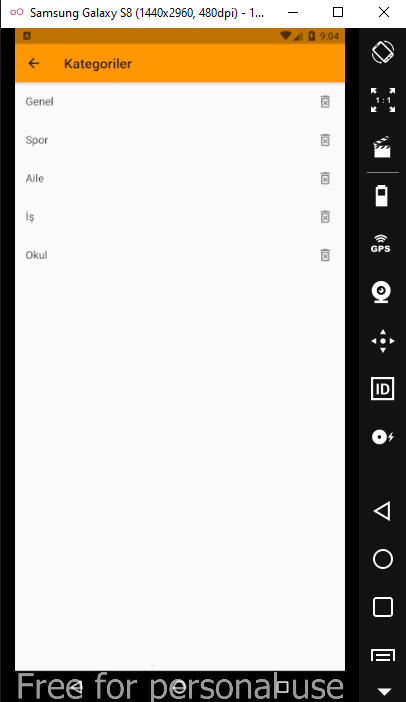 Samsung Galaxy S8 (1440x2960, 480dpi) - 1...
A
9:04
Kategoriler
Genel
Spor
Aile
İş
Okul
1:1
GPS
ID
Free for personal use